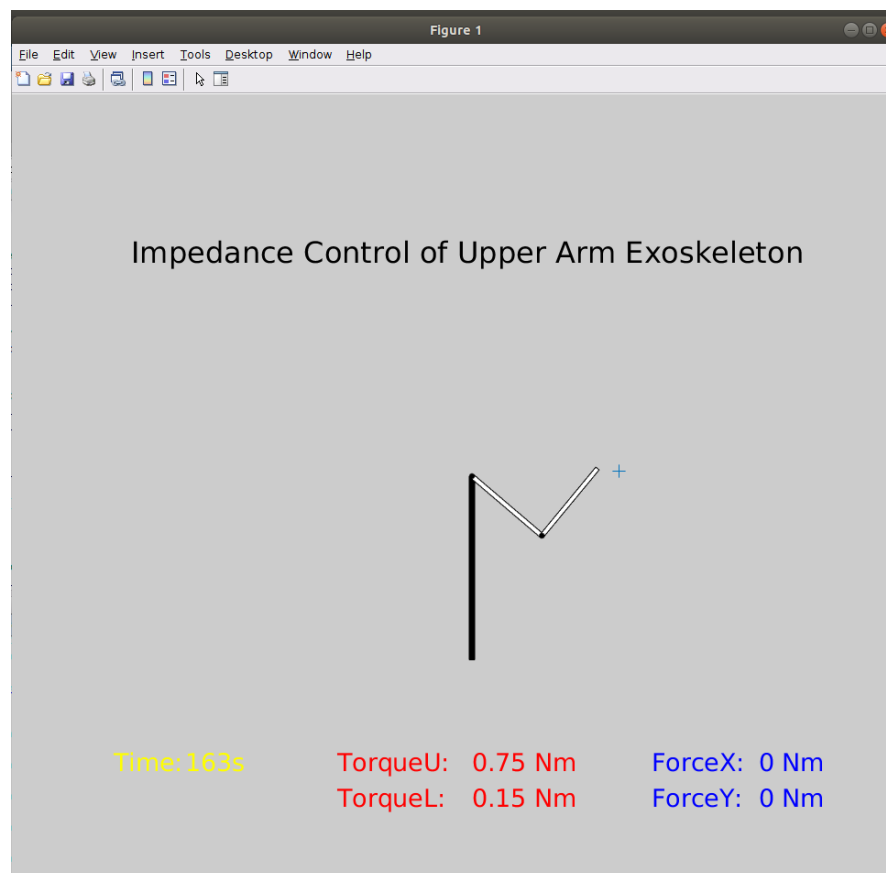 Figure 1
File Edit View Insert Tools Desktop Window Help
Impedance Control of Upper Arm Exoskeleton
Time: 163s TorqueU: 0.75 Nm ForceX: 0 Nm
TorqueL: 0.15 Nm ForceY: 0 Nm